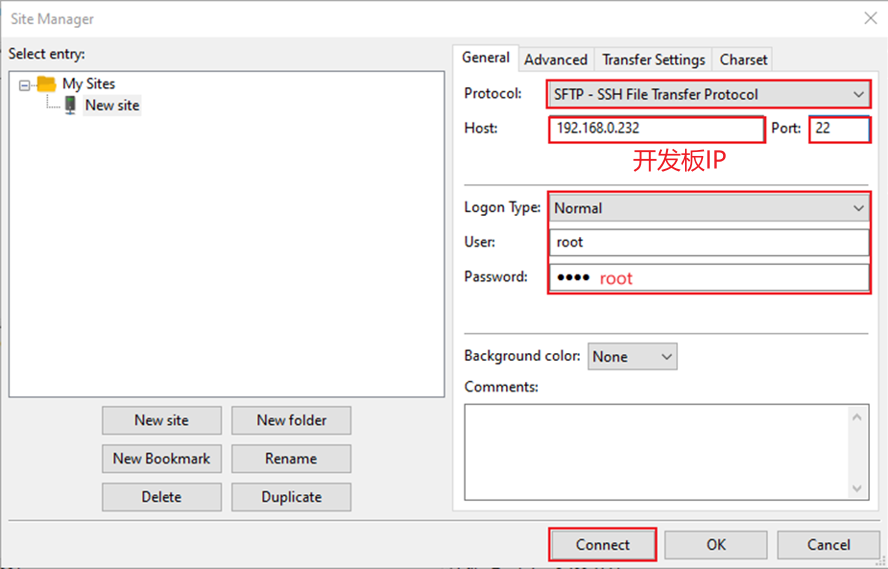 Site Manager
Select entry:
My Sites
New site
General Advanced Transfer Settings Charset
Protocol: SFTP - SSH File Transfer Protocol
Host: 192.168.0.232 Port: 22
开发板IP
Logon Type: Normal
User: root
Password: •••• root
Background color: None
Comments:
New site New folder
New Bookmark Rename
Delete Duplicate
Connect OK Cancel